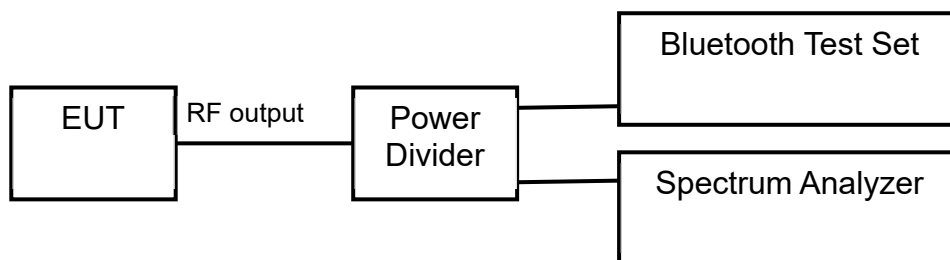 Bluetooth Test Set
EUT
RF output
Power
Divider
Spectrum Analyzer